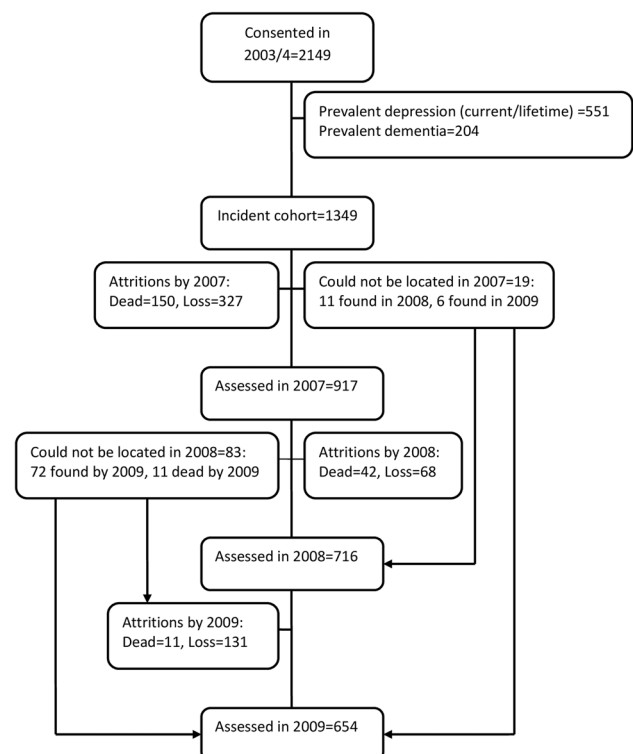 Consented in
2003/4=2149
Prevalent depression (current/lifetime) =551
Prevalent dementia=204
Incident cohort=1349
Attritions by 2007:
Dead=150, Loss=327
Could not be located in 2007=19:
11 found in 2008, 6 found in 2009
Assessed in 2007=917
Could not be located in 2008=83:
72 found by 2009, 11 dead by 2009
Attritions by 2008:
Dead=42, Loss=68
Assessed in 2008=716
Attritions by 2009:
Dead=11, Loss=131
Assessed in 2009=654